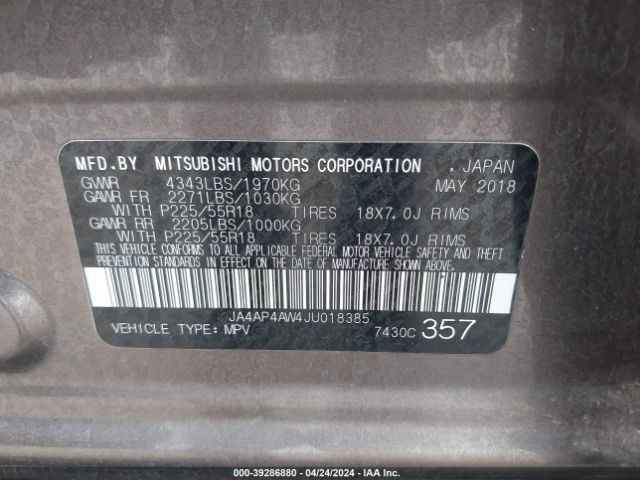 MFD.BY MITSUBISHI MOTORS CORPORATION , JAPAN
GVWR 4343LBS/1970KG MAY 2018
GAWR FR 2271LBS/1030KG
WITH P225/55R18 TIRES 18X7.0J RIMS
GAWR RR 2205LBS/1000KG
WITH P225/55R18 TIRES 18X7.0J RIMS
THIS VEHICLE CONFORMS TO ALL APPLICABLE FEDERAL MOTOR VEHICLE SAFETY AND THEFT
PREVENTION STANDARDS IN EFFECT ON THE DATE OF MANUFACTURE SHOWN ABOVE.
JA4AP4AW4JU018385
VEHICLE TYPE:MPV 7430C 357
000-39286880 - 04/24/2024 - IAA Inc.